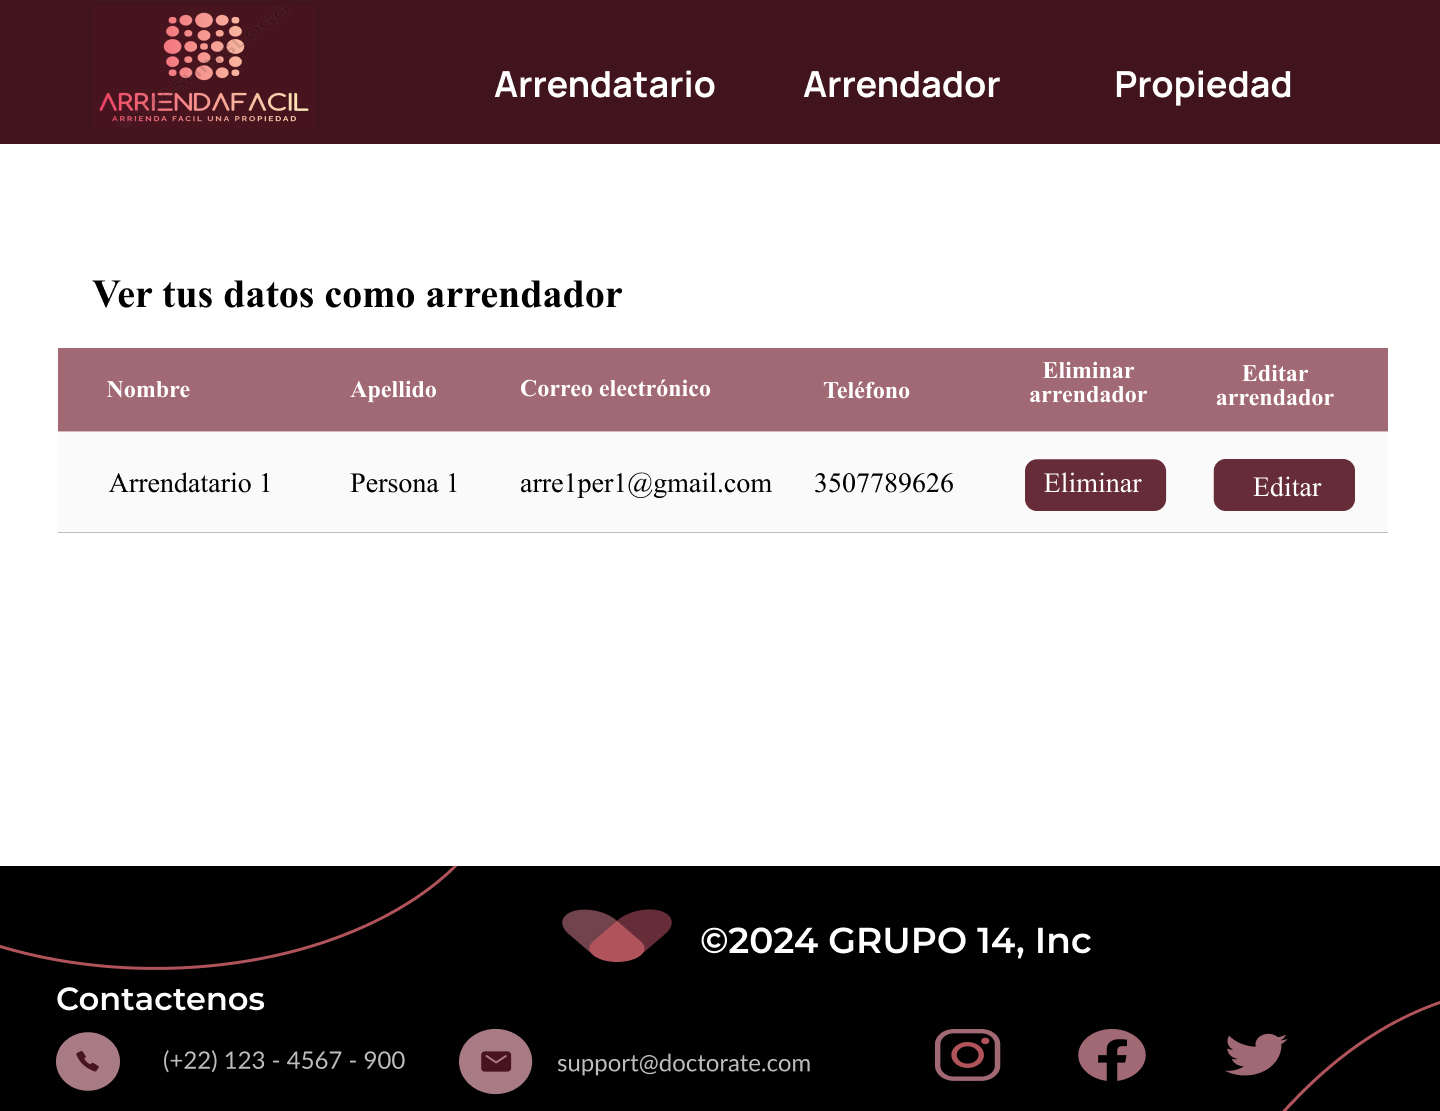 ARRIENDAFACIL
ARRIENDA FACIL UNA PROPIEDAD
Arrendatario Arrendador Propiedad
Ver tus datos como arrendador
Nombre Apellido Correo electrónico Teléfono Eliminar arrendador Editar arrendador
Arrendatario 1 Persona 1 arre1per1@gmail.com 3507789626 Eliminar Editar
©2024 GRUPO 14, Inc
Contactenos
(+22) 123 - 4567 - 900 support@doctorate.com